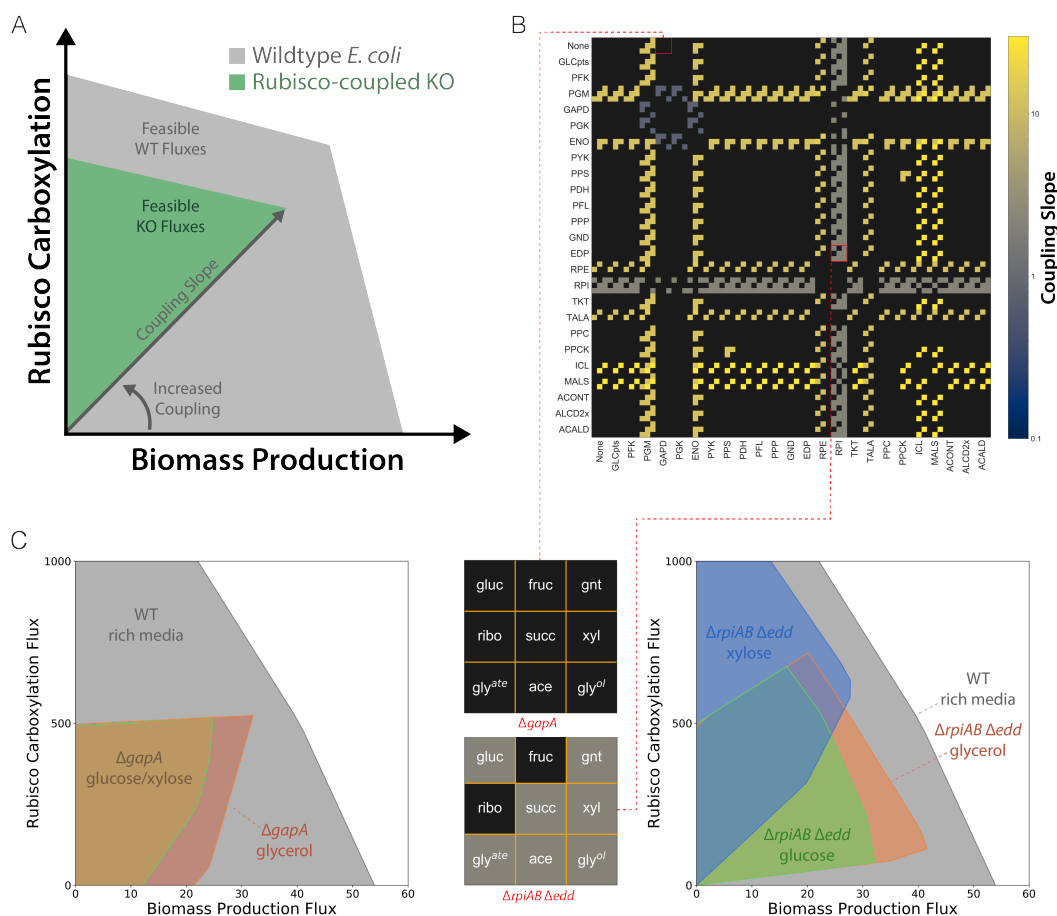 A
Wildtype E. coli
Rubisco-coupled KO
Rubisco Carboxylation
Feasible
WT Fluxes
Feasible
KO Fluxes
Coupling Slope
Increased
Coupling
Biomass Production
B
None
GLCpts
PFK
PGM
GAPD
PGK
ENO
PYK
PPS
PDH
PFL
PPP
GND
EDP
RPE
RPI
TKT
TALA
PPC
PPCK
ICL
MALS
ACONT
ALCD2x
ACALD
None
GLCpts
PFK
PGM
GAPD
PGK
ENO
PYK
PPS
PDH
PFL
PPP
GND
EDP
RPE
RPI
TKT
TALA
PPC
PPCK
ICL
MALS
ACONT
ALCD2x
ACALD
10
1
0.1
Coupling Slope
C
1000
500
0
Rubisco Carboxylation Flux
WT
rich media
ΔgapA
glucose/xylose
ΔgapA
glycerol
0 10 20 30 40 50 60
Biomass Production Flux
gluc fruc gnt
ribo succ xyl
glyate ace glyol
ΔgapA
gluc fruc gnt
ribo succ xyl
glyate ace glyol
ΔrpiAB Δedd
1000
500
0
Rubisco Carboxylation Flux
ΔrpiAB Δedd
xylose
WT
rich media
ΔrpiAB Δedd
glycerol
ΔrpiAB Δedd
glucose
0 10 20 30 40 50 60
Biomass Production Flux